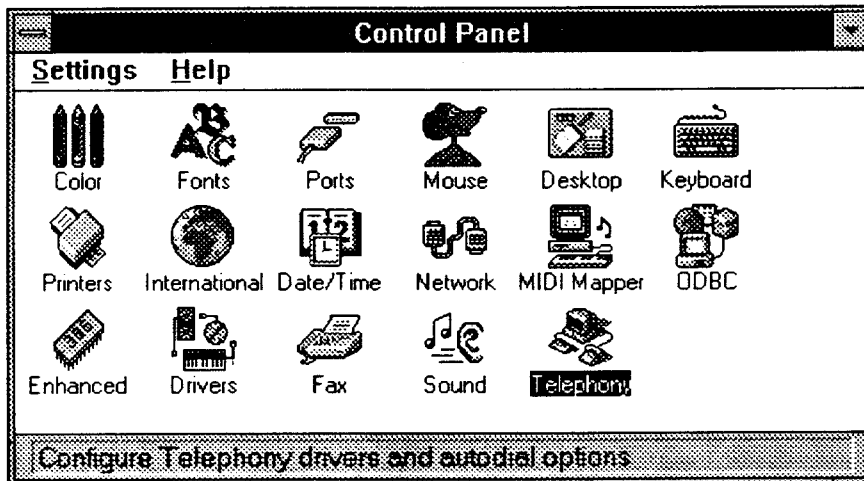 Control Panel
Settings Help
Color Fonts Ports Mouse Desktop Keyboard
Printers International Date/Time Network MIDI Mapper ODBC
Enhanced Drivers Fax Sound Telephony
Configure Telephony drivers and autodial options